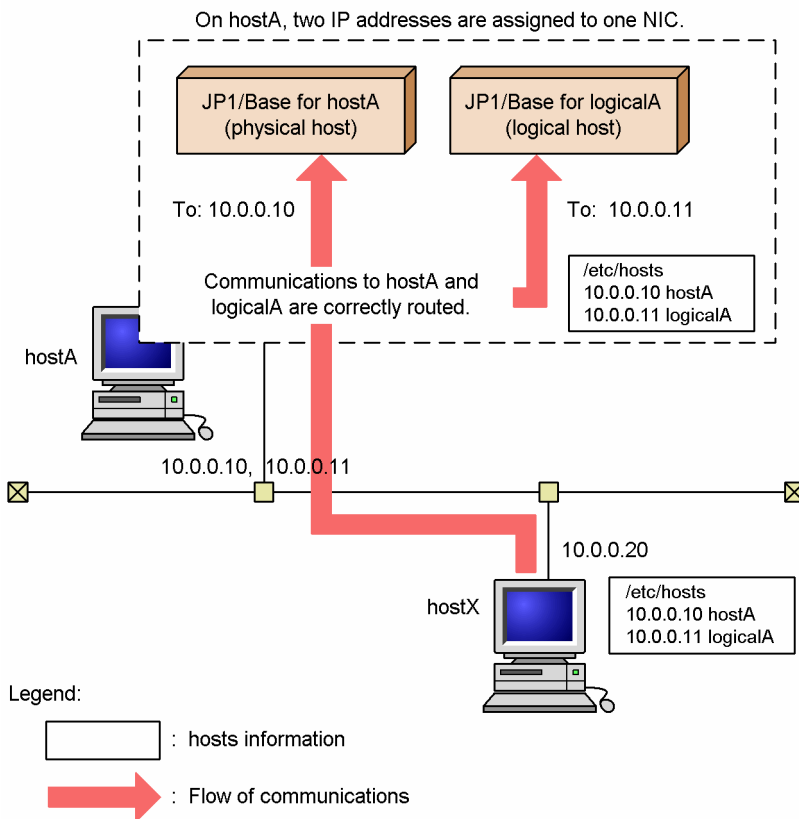 On hostA, two IP addresses are assigned to one NIC.
JP1/Base for hostA
(physical host)
JP1/Base for logicalA
(logical host)
To: 10.0.0.10
To: 10.0.0.11
Communications to hostA and
logicalA are correctly routed.
/etc/hosts
10.0.0.10 hostA
10.0.0.11 logicalA
hostA
10.0.0.10, 10.0.0.11
10.0.0.20
hostX
/etc/hosts
10.0.0.10 hostA
10.0.0.11 logicalA
Legend:
: hosts information
: Flow of communications